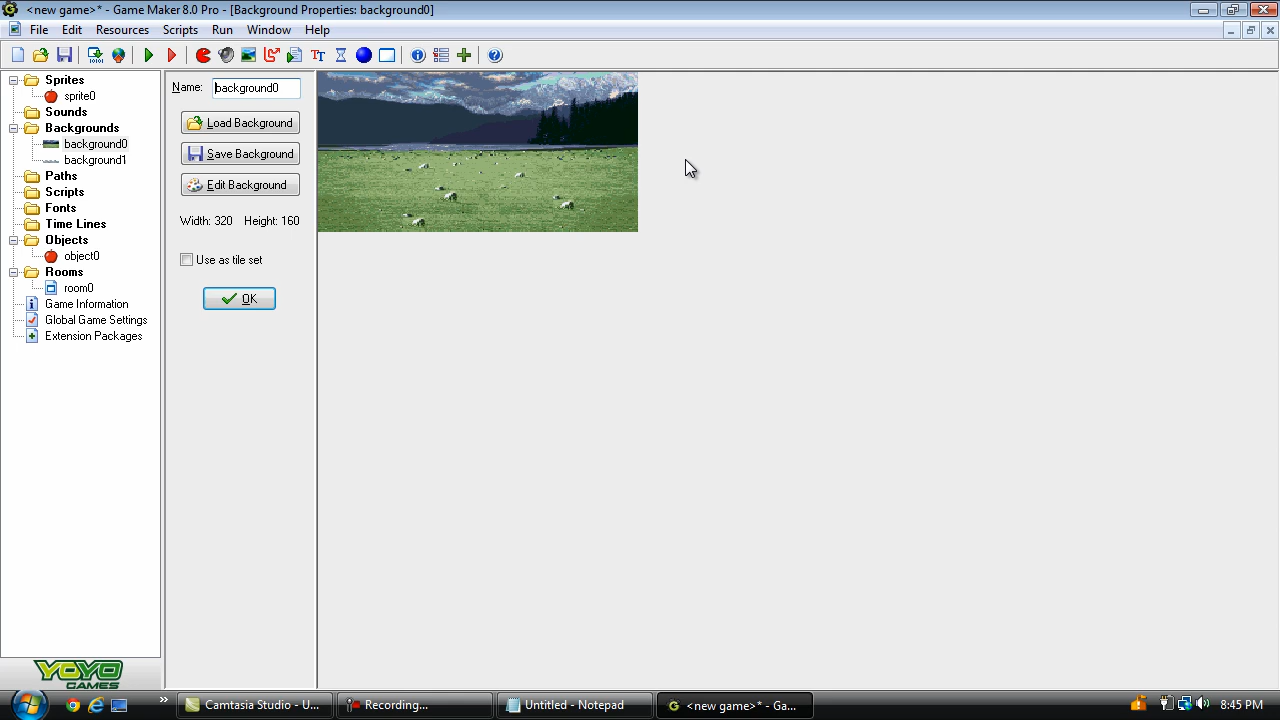 <new game>* - Game Maker 8.0 Pro - [Background Properties: background0]
File Edit Resources Scripts Run Window Help
Sprites
sprite0
Sounds
Backgrounds
background0
background1
Paths
Scripts
Fonts
Time Lines
Objects
object0
Rooms
room0
Game Information
Global Game Settings
Extension Packages
YOYO
GAMES
Name: background0
Load Background
Save Background
Edit Background
Width: 320 Height: 160
Use as tile set
OK
Camtasia Studio - U... Recording... Untitled - Notepad <new game>* - Ga... 8:45 PM